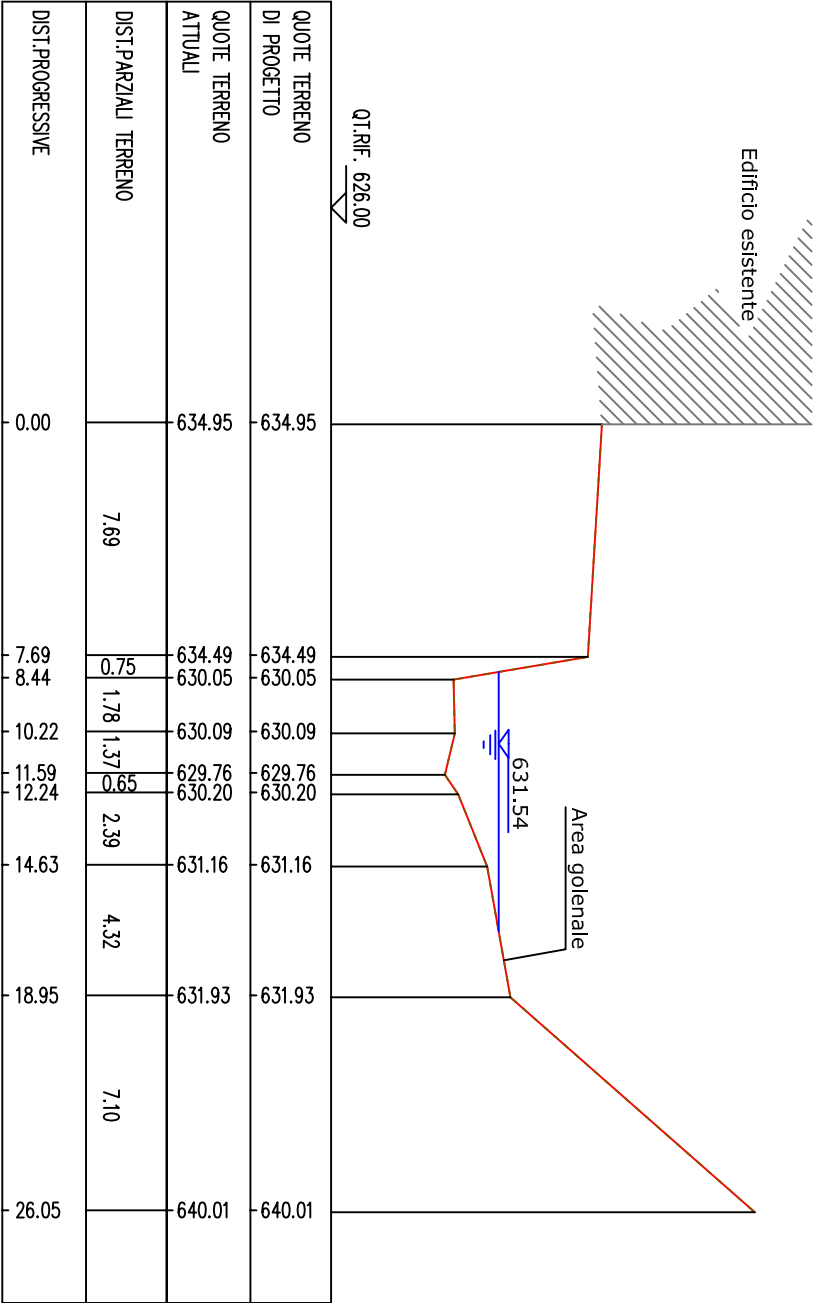 Edificio esistente
Area golenale
631.54
QT.RIF. 626.00
QUOTE TERRENO
DI PROGETTO
634.95 634.49 630.05 630.09 629.76 630.20 631.16 631.93 640.01
QUOTE TERRENO
ATTUALI
634.95 634.49 630.05 630.09 629.76 630.20 631.16 631.93 640.01
DIST.PARZIALI TERRENO
7.69 0.75 1.78 1.37 0.65 2.39 4.32 7.10
DIST.PROGRESSIVE
0.00 7.69 8.44 10.22 11.59 12.24 14.63 18.95 26.05